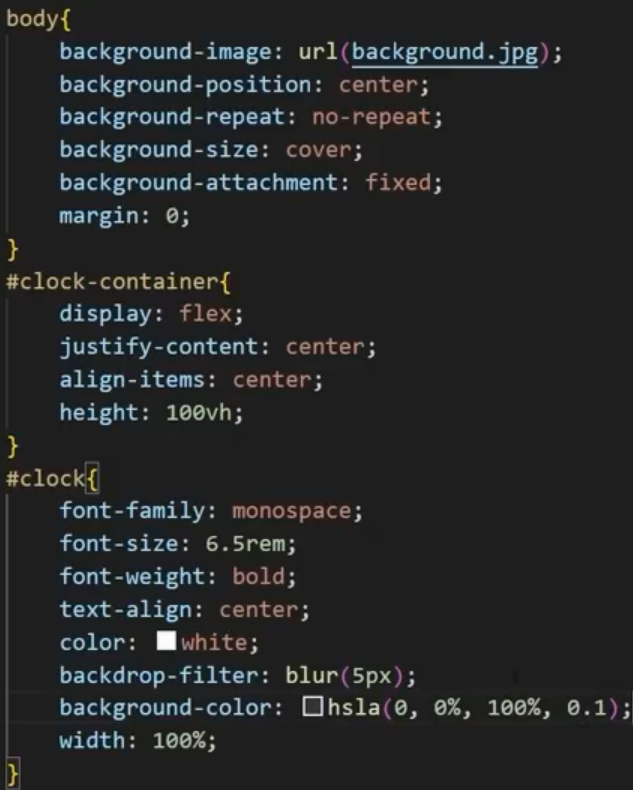 body{
    background-image: url(background.jpg);
    background-position: center;
    background-repeat: no-repeat;
    background-size: cover;
    background-attachment: fixed;
    margin: 0;
}
#clock-container{
    display: flex;
    justify-content: center;
    align-items: center;
    height: 100vh;
}
#clock{
    font-family: monospace;
    font-size: 6.5rem;
    font-weight: bold;
    text-align: center;
    color: white;
    backdrop-filter: blur(5px);
    background-color: hsla(0, 0%, 100%, 0.1);
    width: 100%;
}